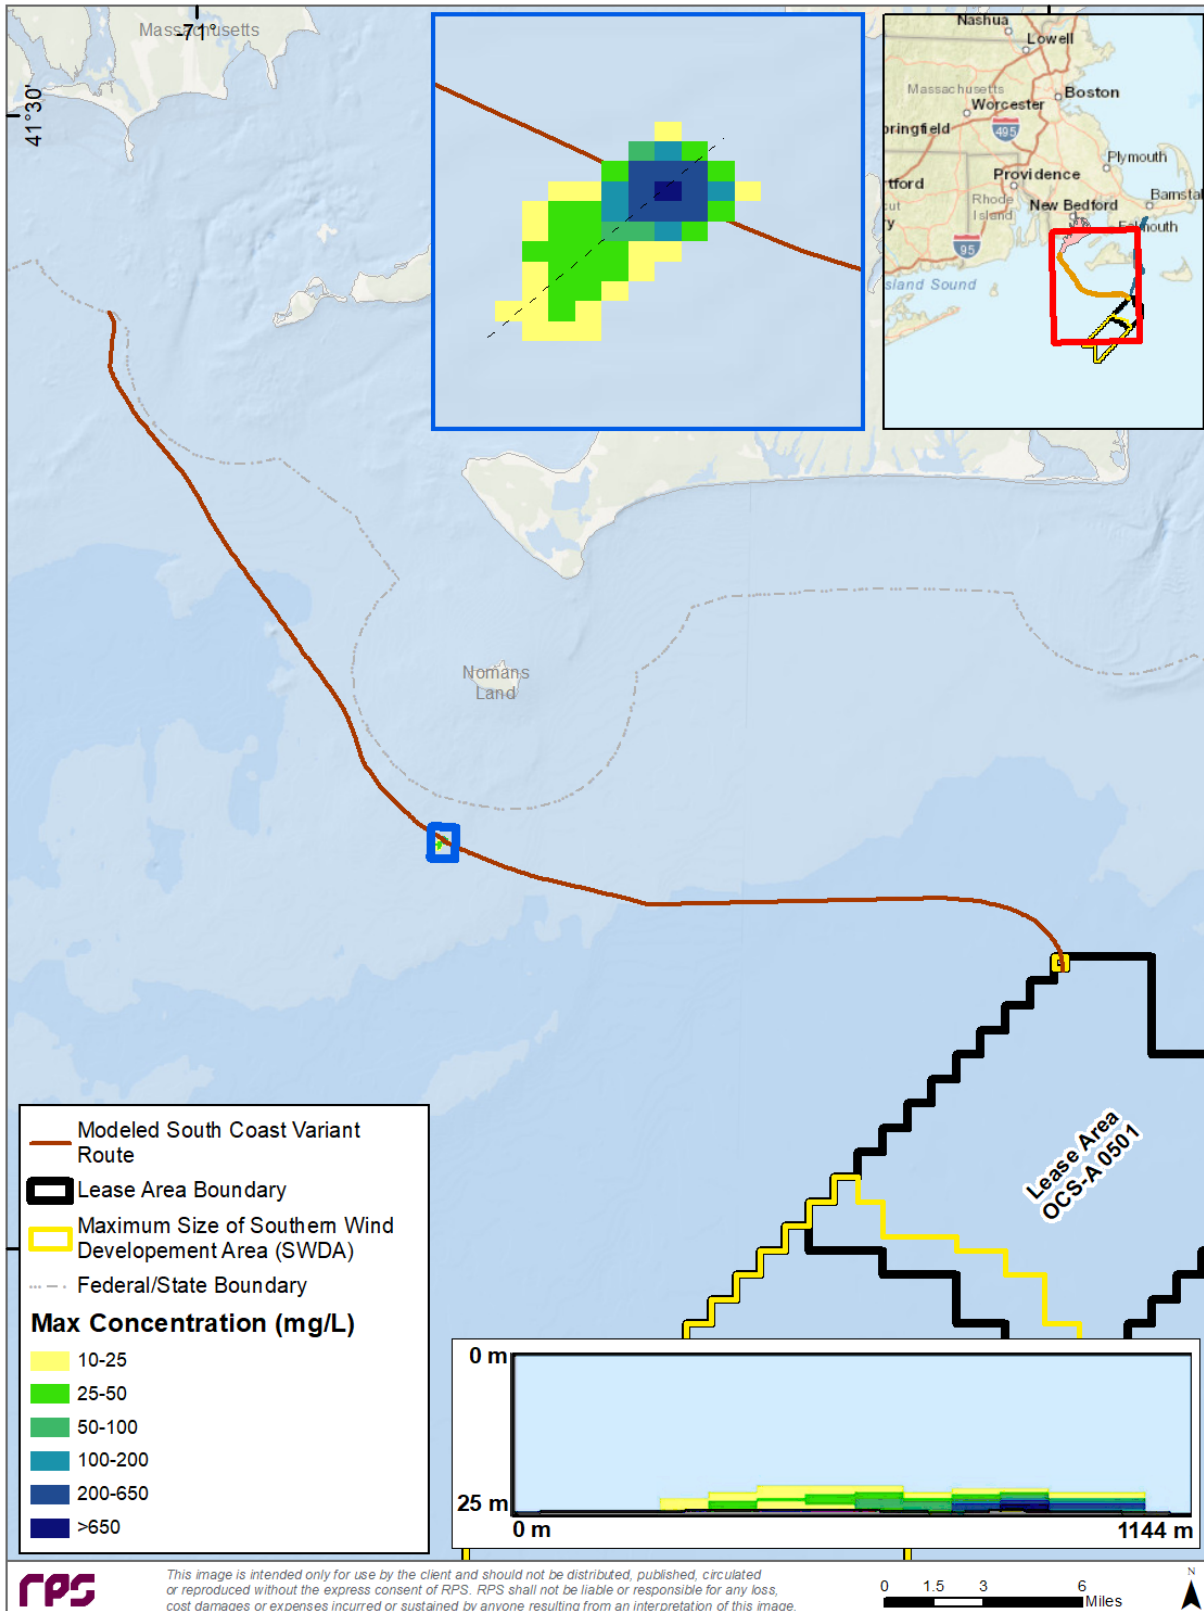 Massachusetts
-71°
41°30'
Nashua
Lowell
Massachusetts
Boston
Worcester
pringfield
495
Plymouth
rtford
Providence
cut
Rhode
Island
New Bedford
Barnstal
y
Falmouth
95
sland Sound
Nomans
Land
Lease Area
OCS-A 0501
Modeled South Coast Variant
Route
Lease Area Boundary
Maximum Size of Southern Wind
Developement Area (SWDA)
Federal/State Boundary
Max Concentration (mg/L)
10-25
25-50
50-100
100-200
200-650
>650
0 m
25 m
0 m
1144 m
rps
This image is intended only for use by the client and should not be distributed, published, circulated
or reproduced without the express consent of RPS. RPS shall not be liable or responsible for any loss,
cost damages or expenses incurred or sustained by anyone resulting from an interpretation of this image.
0 1.5 3 6
Miles
N